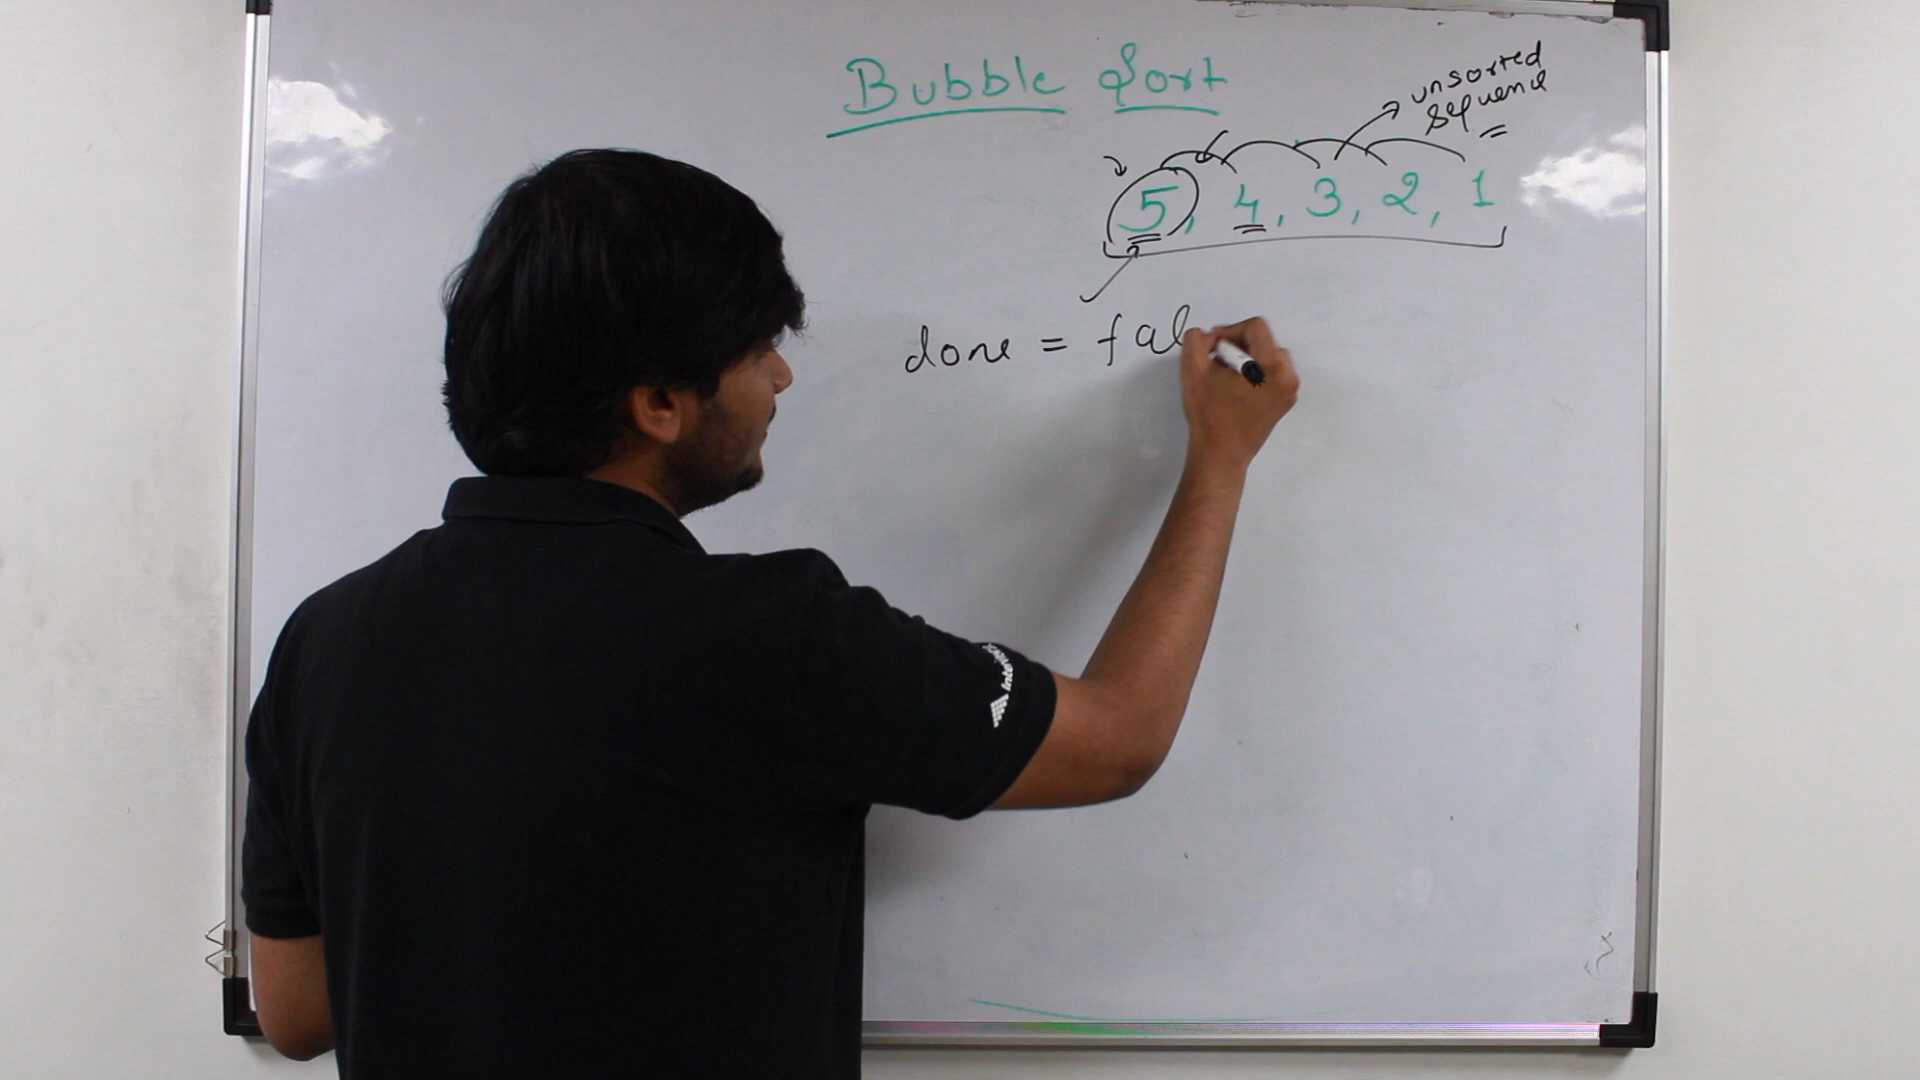 Bubble Sort
unsorted
sequence
5, 4, 3, 2, 1
done = fal